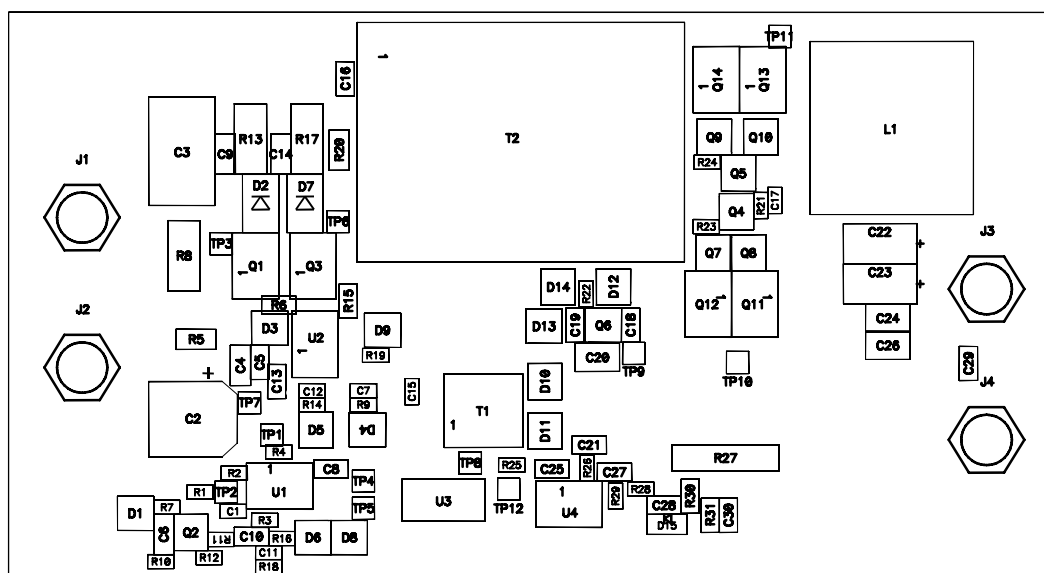 TP11
C16
1
1
Q14
Q13
T2
L1
C3
C9
R13
C14
R17
R20
Q9
Q10
J1
R24
Q5
D2
D7
R21
C17
Q4
TP6
R23
C22
+
J3
TP3
R8
Q1
1
Q3
1
Q7
Q8
C23
+
D14
R22
D12
R15
R6
Q12
1
Q11
1
J2
D3
U2
D9
D13
C19
Q6
C18
C24
R5
R19
C20
C26
C4
C5
C13
TP9
TP10
C29
+
TP7
C12
C7
C15
D10
J4
R14
R9
C2
T1
1
TP1
D5
D4
D11
R4
C21
R27
R2
1
C8
TP8
R25
C25
R26
C27
R1
TP2
U1
TP4
U3
TP12
1
U4
R29
R28
R30
C1
TP5
C28
D15
R31
C30
D1
R7
R3
C6
Q2
R11
C10
R16
D6
D8
R10
R12
C11
R18